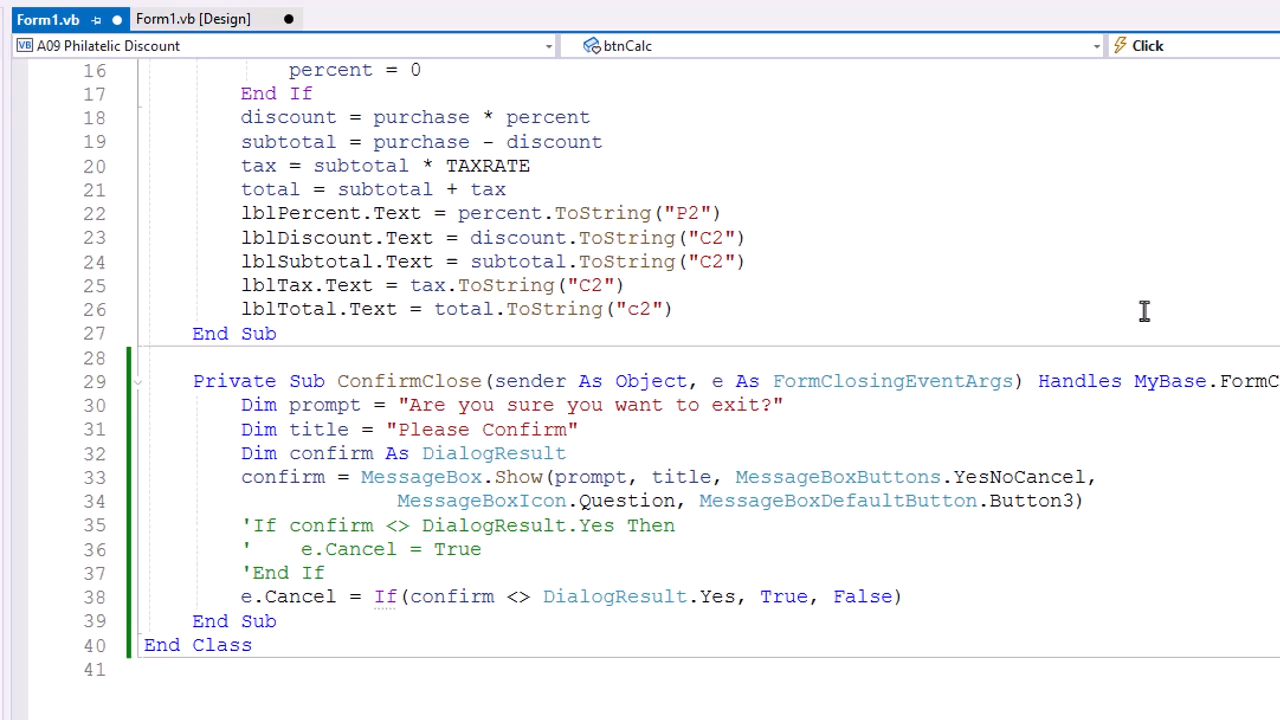 Form1.vb
Form1.vb [Design]
VB A09 Philatelic Discount
btnCalc
Click
16 percent = 0
17 End If
18 discount = purchase * percent
19 subtotal = purchase - discount
20 tax = subtotal * TAXRATE
21 total = subtotal + tax
22 lblPercent.Text = percent.ToString("P2")
23 lblDiscount.Text = discount.ToString("C2")
24 lblSubtotal.Text = subtotal.ToString("C2")
25 lblTax.Text = tax.ToString("C2")
26 lblTotal.Text = total.ToString("c2")
27 End Sub
28
29 Private Sub ConfirmClose(sender As Object, e As FormClosingEventArgs) Handles MyBase.FormC
30 Dim prompt = "Are you sure you want to exit?"
31 Dim title = "Please Confirm"
32 Dim confirm As DialogResult
33 confirm = MessageBox.Show(prompt, title, MessageBoxButtons.YesNoCancel,
34 MessageBoxIcon.Question, MessageBoxDefaultButton.Button3)
35 'If confirm <> DialogResult.Yes Then
36 '    e.Cancel = True
37 'End If
38 e.Cancel = If(confirm <> DialogResult.Yes, True, False)
39 End Sub
40 End Class
41